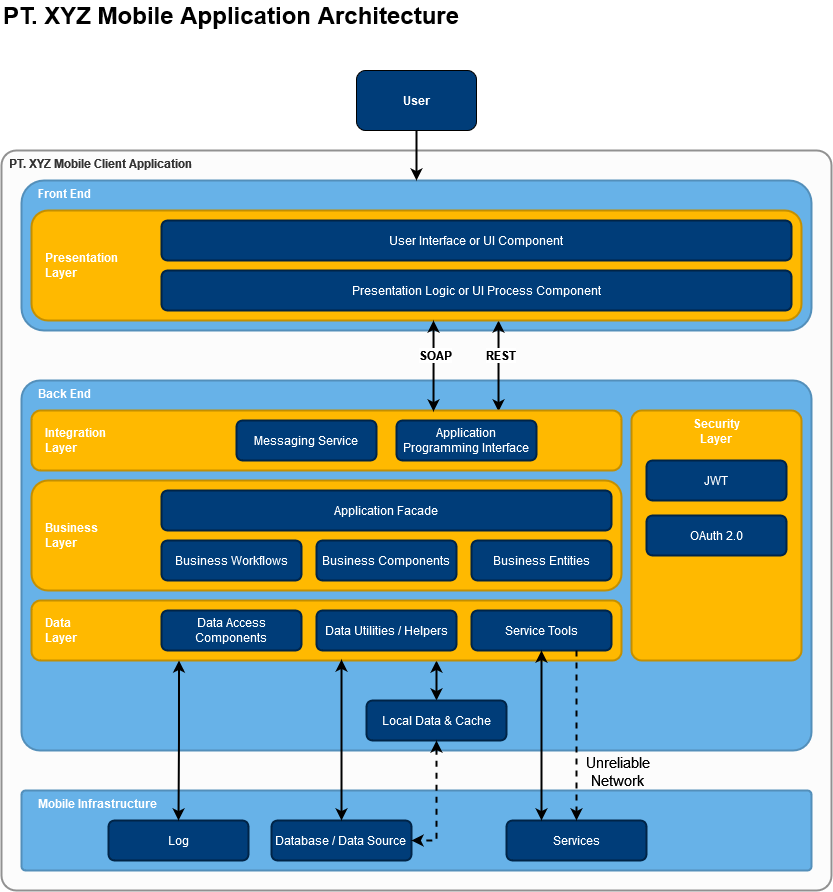 PT. XYZ Mobile Application Architecture
User
PT. XYZ Mobile Client Application
Front End
Presentation
Layer
User Interface or UI Component
Presentation Logic or UI Process Component
SOAP
REST
Back End
Integration
Layer
Messaging Service
Application
Programming Interface
Security
Layer
JWT
OAuth 2.0
Business
Layer
Application Facade
Business Workflows
Business Components
Business Entities
Data
Layer
Data Access
Components
Data Utilities / Helpers
Service Tools
Local Data & Cache
Unreliable
Network
Mobile Infrastructure
Log
Database / Data Source
Services